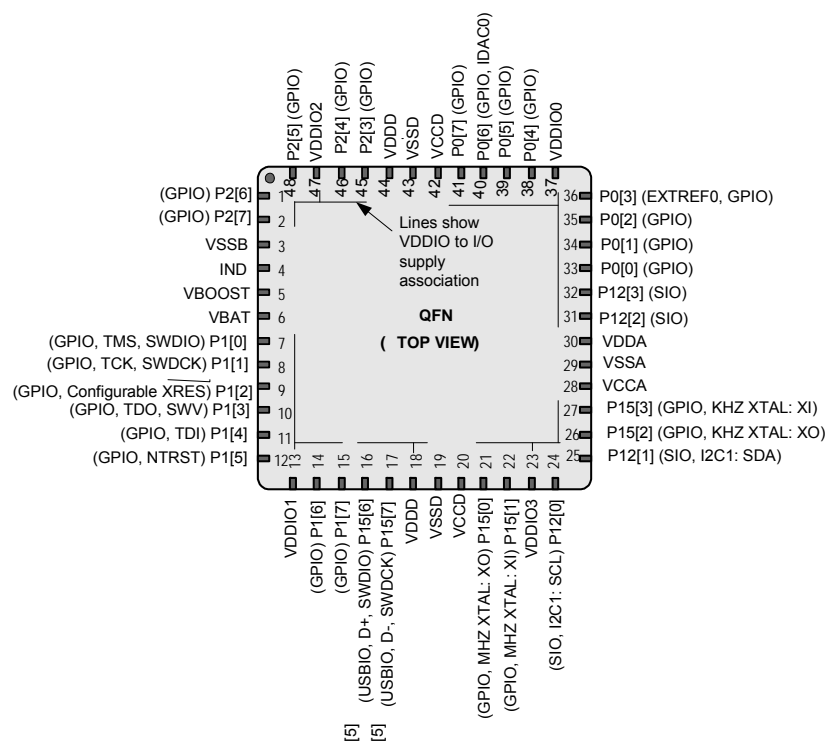 P2[5] (GPIO)
VDDIO2
P2[4] (GPIO)
P2[3] (GPIO)
VDDD
VSSD
VCCD
P0[7] (GPIO)
P0[6] (GPIO, IDAC0)
P0[5] (GPIO)
P0[4] (GPIO)
VDDIO0
48
47
46
45
44
43
42
41
40
39
38
37
(GPIO) P2[6] 1
(GPIO) P2[7] 2
VSSB 3
IND 4
VBOOST 5
VBAT 6
(GPIO, TMS, SWDIO) P1[0] 7
(GPIO, TCK, SWDCK) P1[1] 8
(GPIO, Configurable XRES) P1[2] 9
(GPIO, TDO, SWV) P1[3] 10
(GPIO, TDI) P1[4] 11
(GPIO, NTRST) P1[5] 12
Lines show
VDDIO to I/O
supply
association
QFN
( TOP VIEW)
36 P0[3] (EXTREF0, GPIO)
35 P0[2] (GPIO)
34 P0[1] (GPIO)
33 P0[0] (GPIO)
32 P12[3] (SIO)
31 P12[2] (SIO)
30 VDDA
29 VSSA
28 VCCA
27 P15[3] (GPIO, KHZ XTAL: XI)
26 P15[2] (GPIO, KHZ XTAL: XO)
25 P12[1] (SIO, I2C1: SDA)
13
14
15
16
17
18
19
20
21
22
23
24
VDDIO1
(GPIO) P1[6]
(GPIO) P1[7]
(USBIO, D+, SWDIO) P15[6]
(USBIO, D-, SWDCK) P15[7]
VDDD
VSSD
VCCD
(GPIO, MHZ XTAL: XO) P15[0]
(GPIO, MHZ XTAL: XI) P15[1]
VDDIO3
(SIO, I2C1: SCL) P12[0]
[5]
[5]